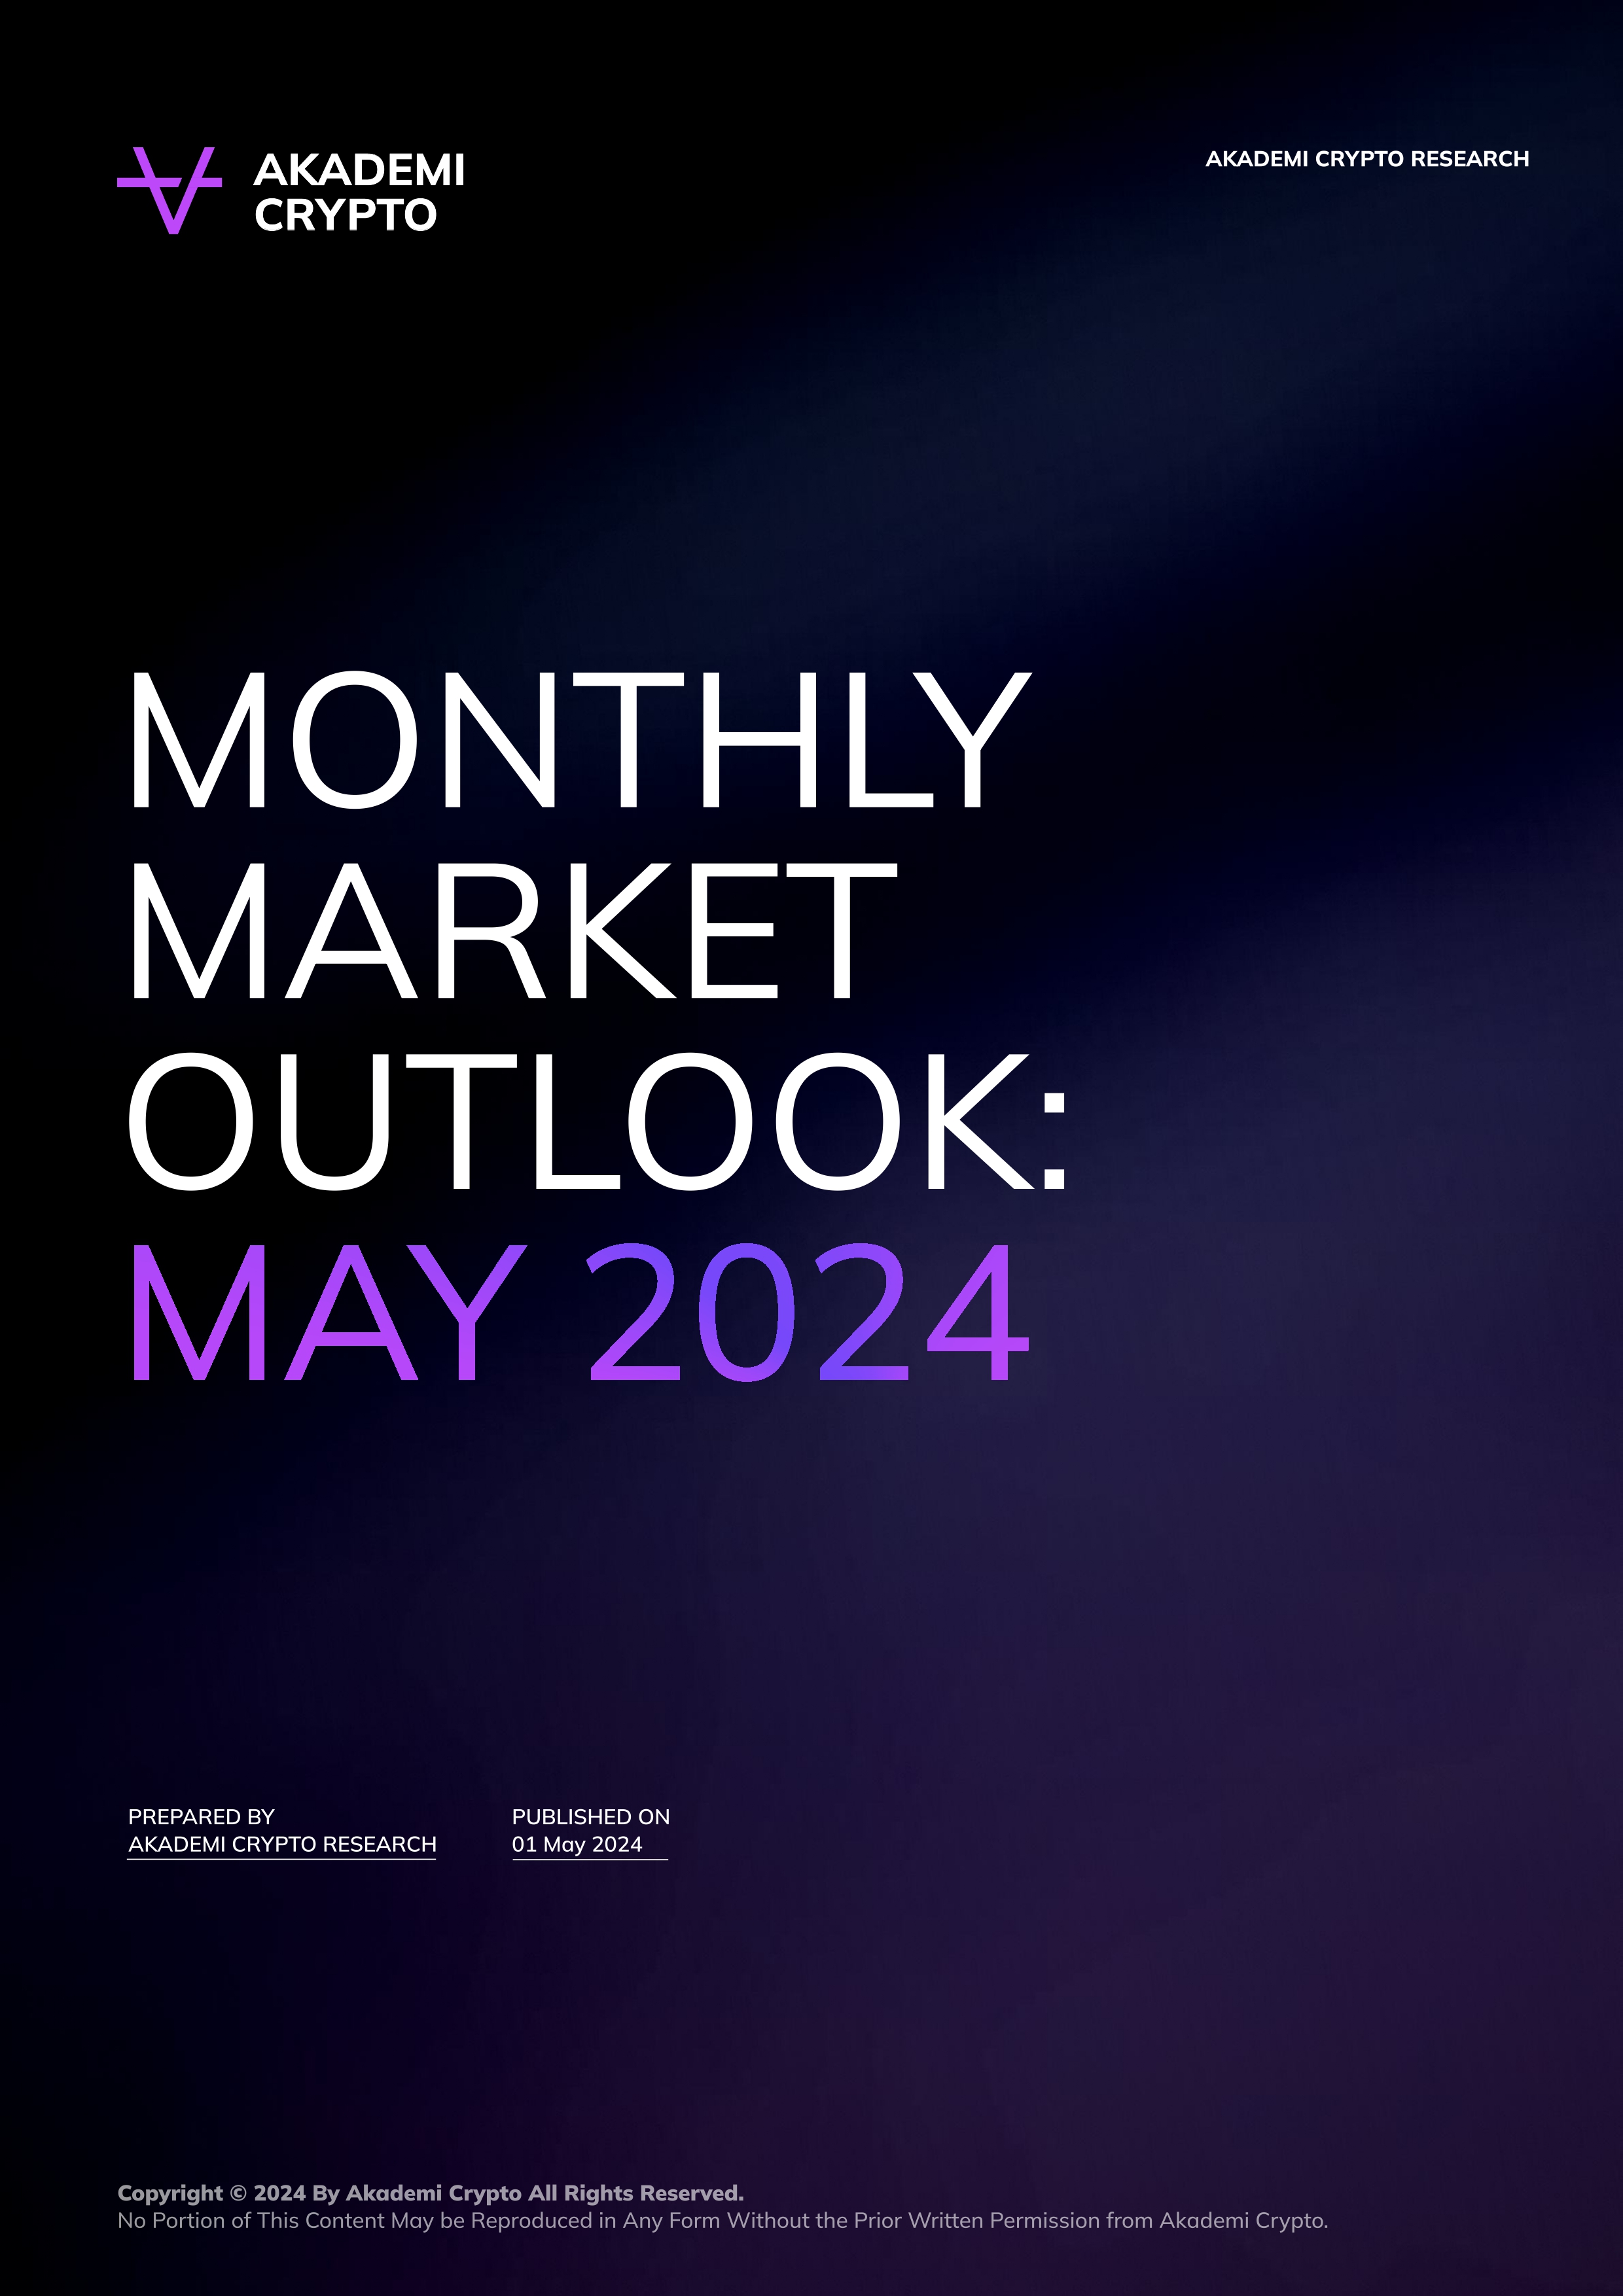 AKADEMI
CRYPTO
AKADEMI CRYPTO RESEARCH
MONTHLY
MARKET
OUTLOOK:
MAY 2024
PREPARED BY
AKADEMI CRYPTO RESEARCH
PUBLISHED ON
01 May 2024
Copyright © 2024 By Akademi Crypto All Rights Reserved.
No Portion of This Content May be Reproduced in Any Form Without the Prior Written Permission from Akademi Crypto.